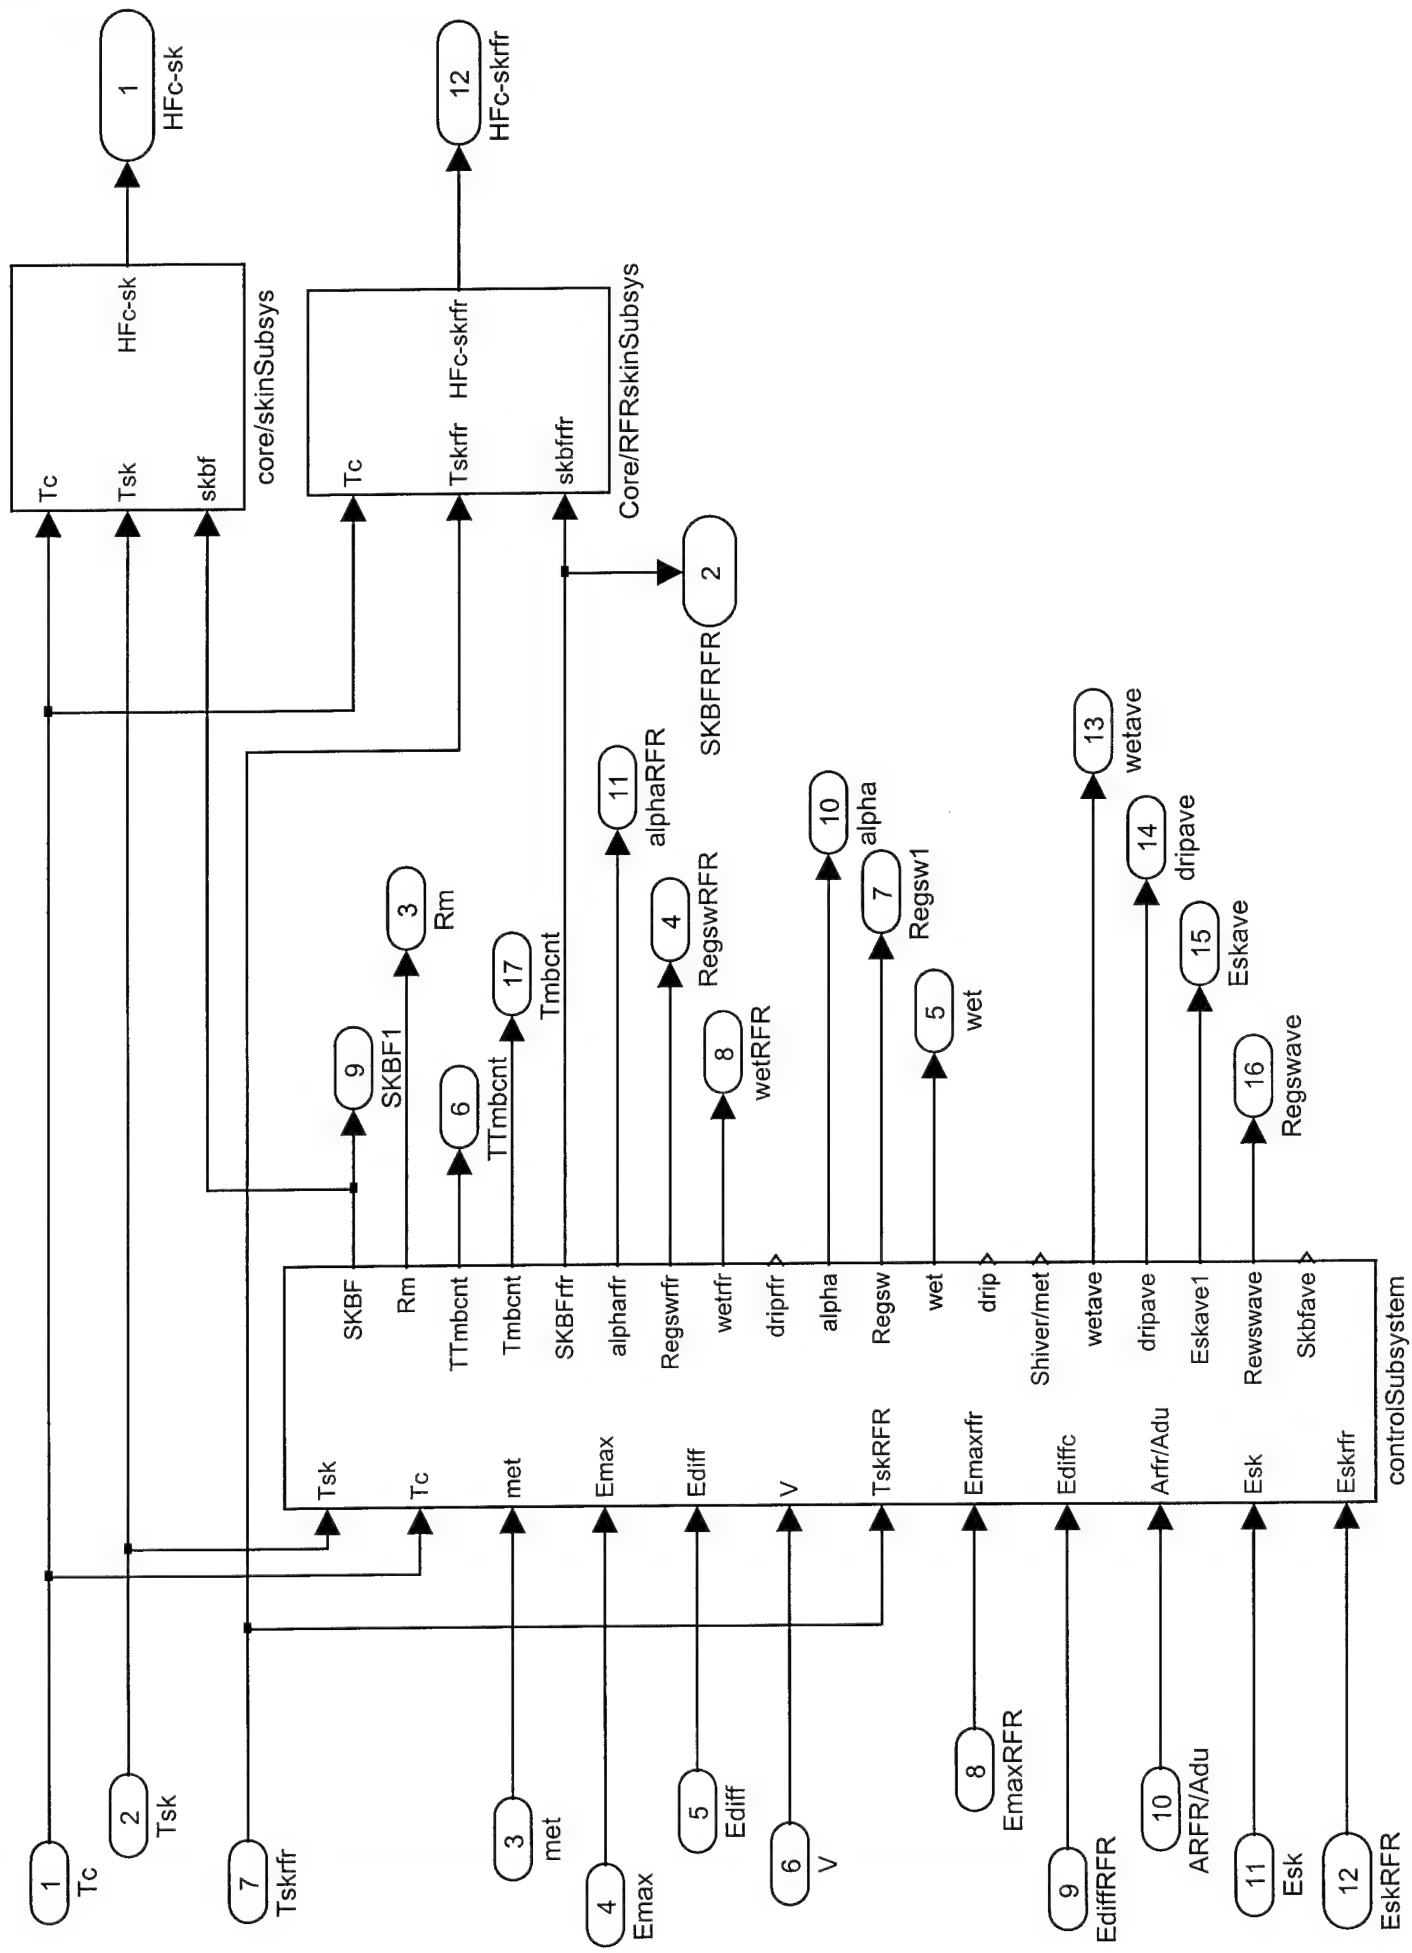 1
Tc
2
Tsk
7
Tskrfr
3
met
4
Emax
5
Ediff
6
V
8
EmaxRFR
9
EdiffRFR
10
ARFR/Adu
11
Esk
12
EskRFR
Tsk
Tc
met
Emax
Ediff
V
TskRFR
Emaxrfr
Ediffc
Arfr/Adu
Esk
Eskrfr
SKBF
Rm
TTmbcnt
Tmbcnt
SKBFrfr
alpharfr
Regswrfr
wetrfr
driprfr
alpha
Regsw
wet
drip
Shiver/met
wetave
dripave
Eskave1
Rewswave
Skbfave
controlSubsystem
9
SKBF1
3
Rm
6
TTmbcnt
17
Tmbcnt
2
SKBFRFR
11
alphaRFR
4
RegswRFR
8
wetRFR
10
alpha
7
Regsw1
5
wet
13
wetave
14
dripave
15
Eskave
16
Regswave
Tc
Tsk
skbf
HFc-sk
core/skinSubsys
Tc
Tskrfr
skbfrfr
HFc-skrfr
Core/RFRskinSubsys
1
HFc-sk
12
HFc-skrfr